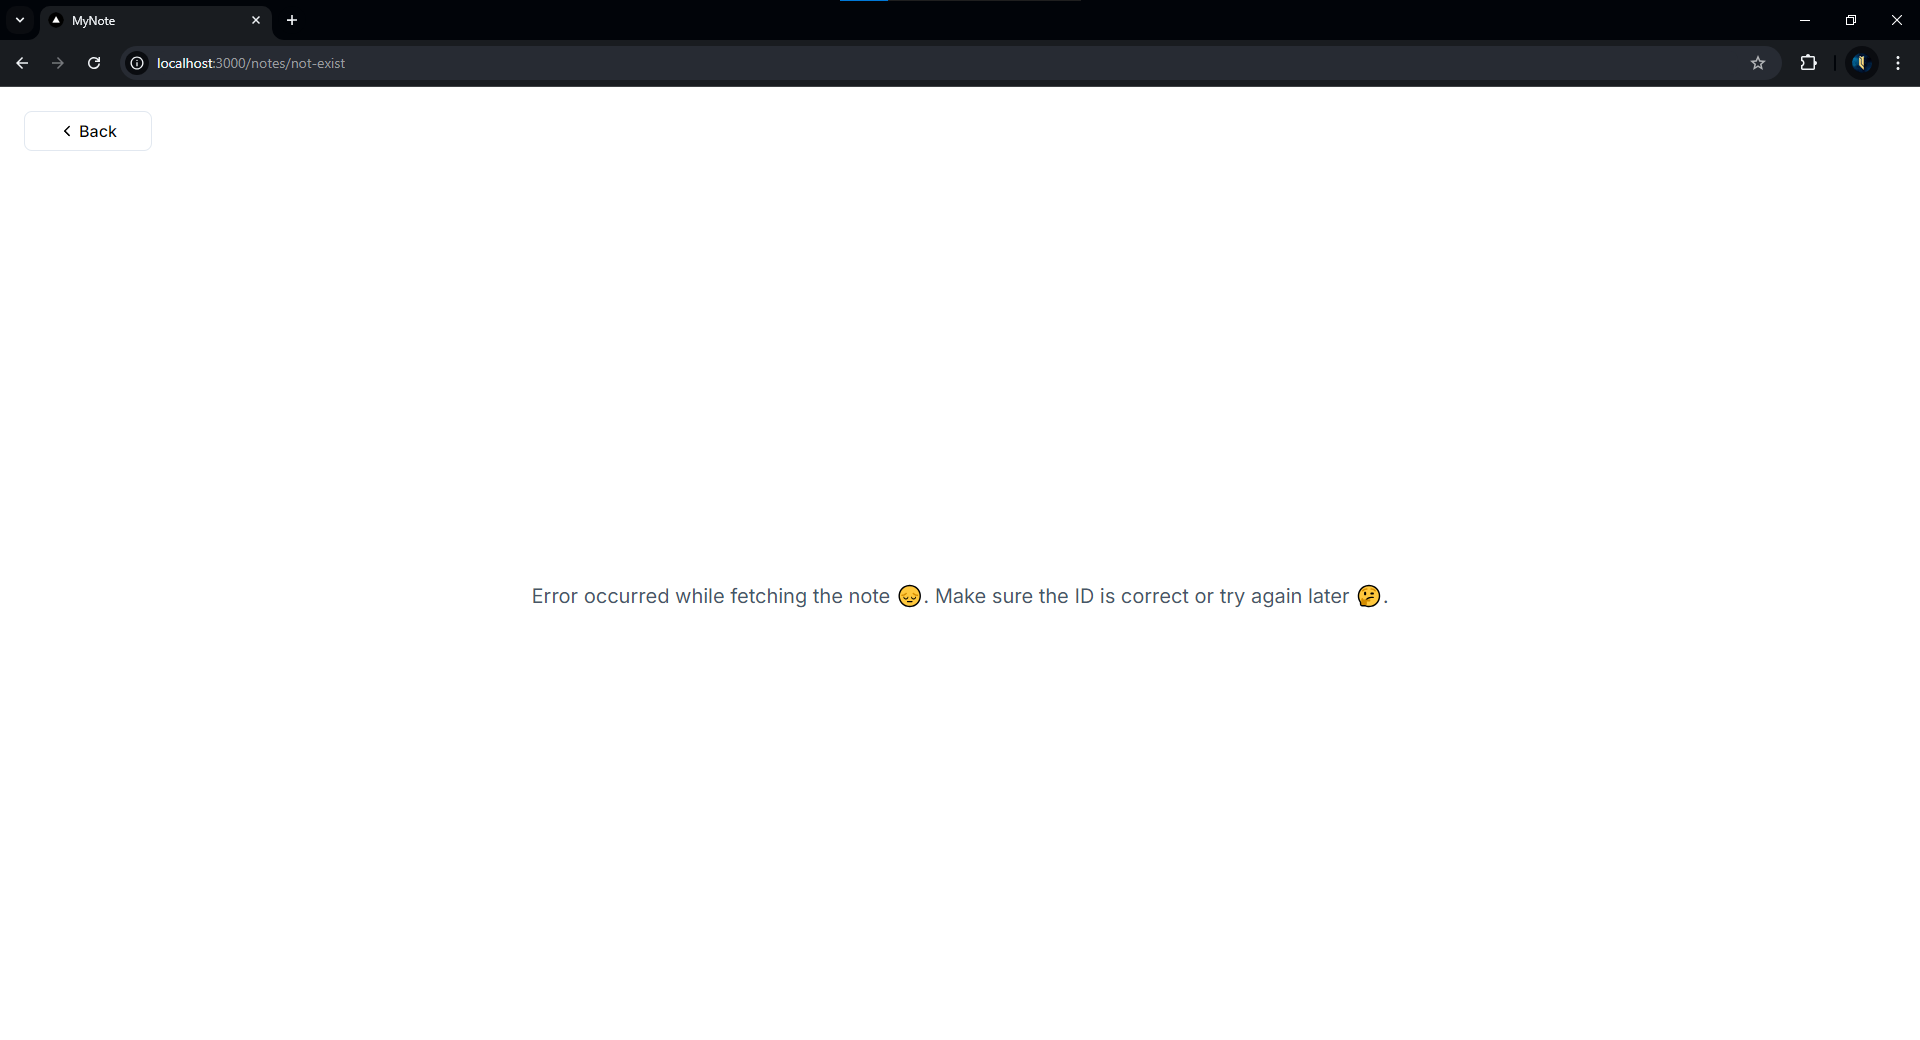 MyNote
localhost:3000/notes/not-exist
Back
Error occurred while fetching the note 😔. Make sure the ID is correct or try again later 🤔.